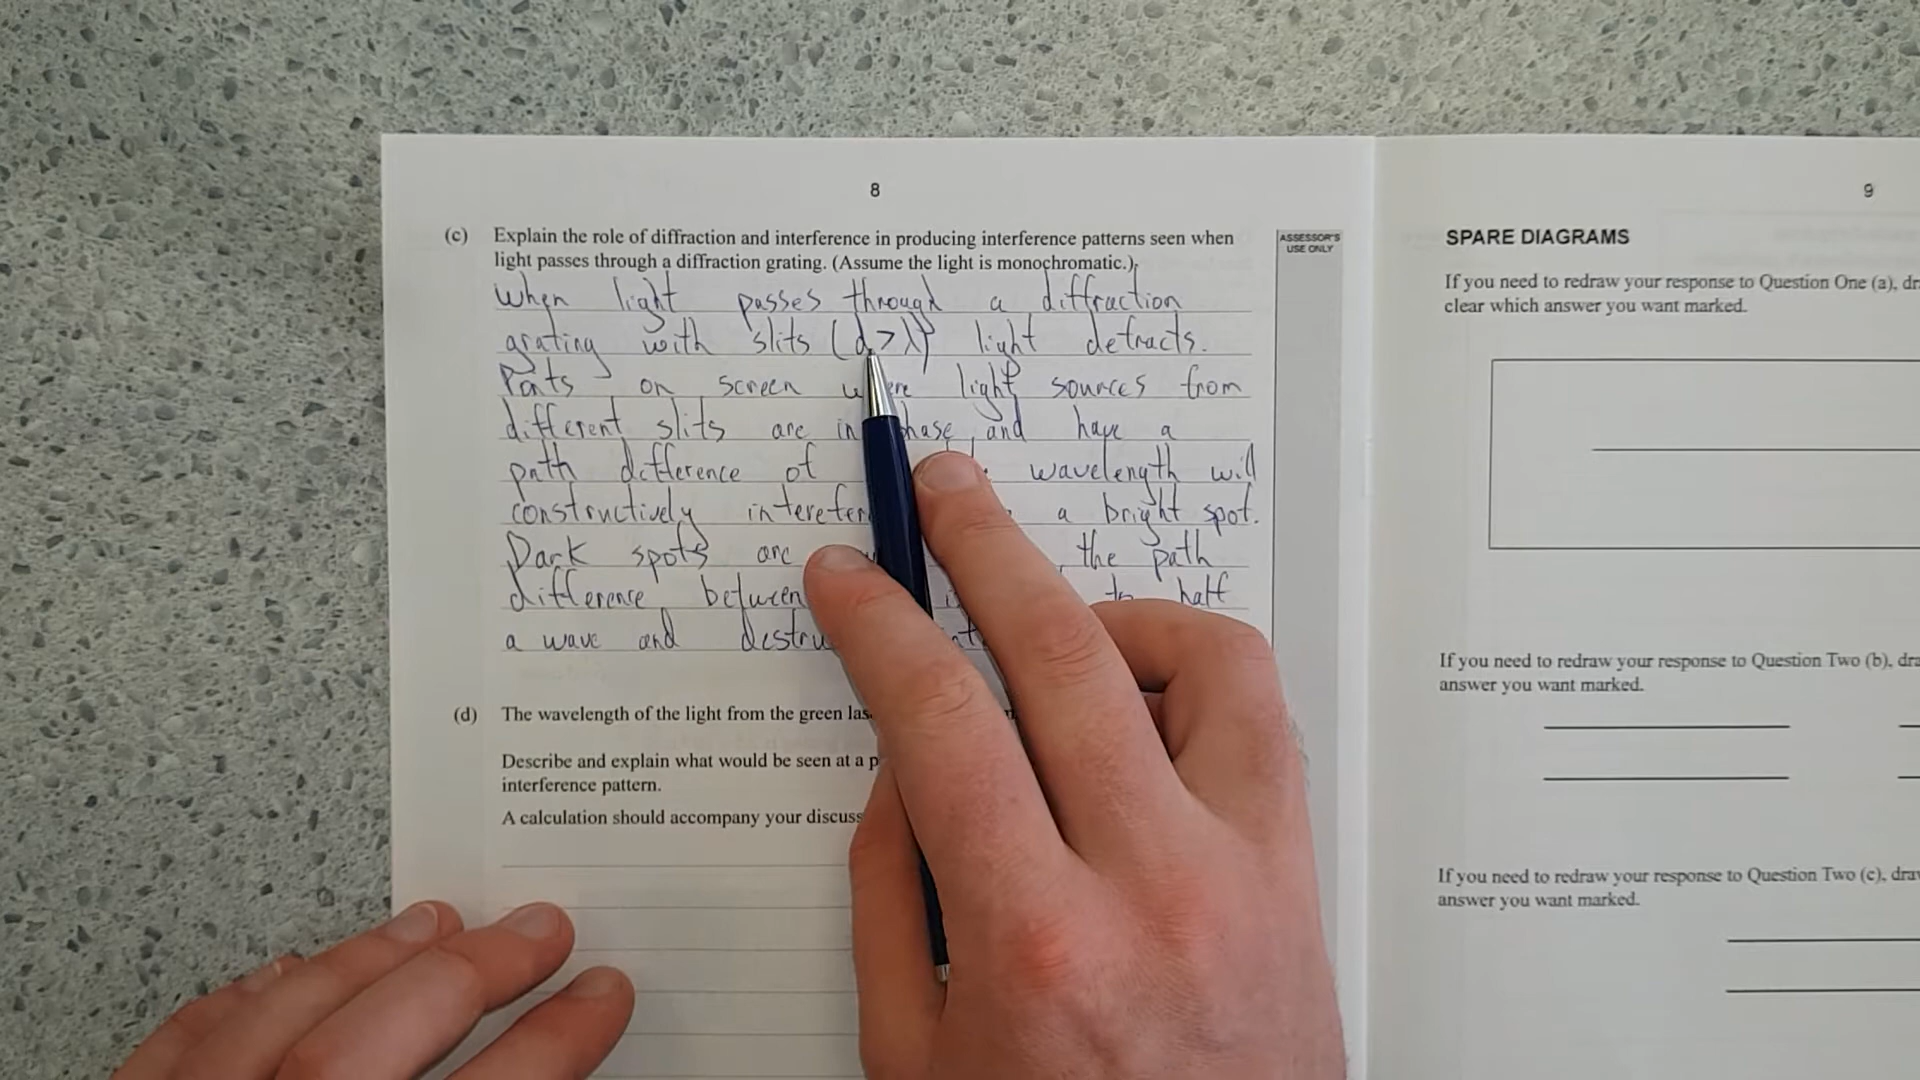 8
(c) Explain the role of diffraction and interference in producing interference patterns seen when
light passes through a diffraction grating. (Assume the light is monochromatic.)
When light passes through a diffraction
grating with slits (d>λ) light defracts.
on screen light sources from
different slits are in phase, and have a
path difference of wavelength will
constructively a bright spot.
Dark spots are the path
difference between to half
a wave and
ASSESSOR'S
USE ONLY
(d) The wavelength of the light from the green
Describe and explain what would be seen at a
interference pattern.
A calculation should accompany your
9
SPARE DIAGRAMS
If you need to redraw your response to Question One (a),
clear which answer you want marked.
If you need to redraw your response to Question Two (b),
answer you want marked.
If you need to redraw your response to Question Two (c),
answer you want marked.